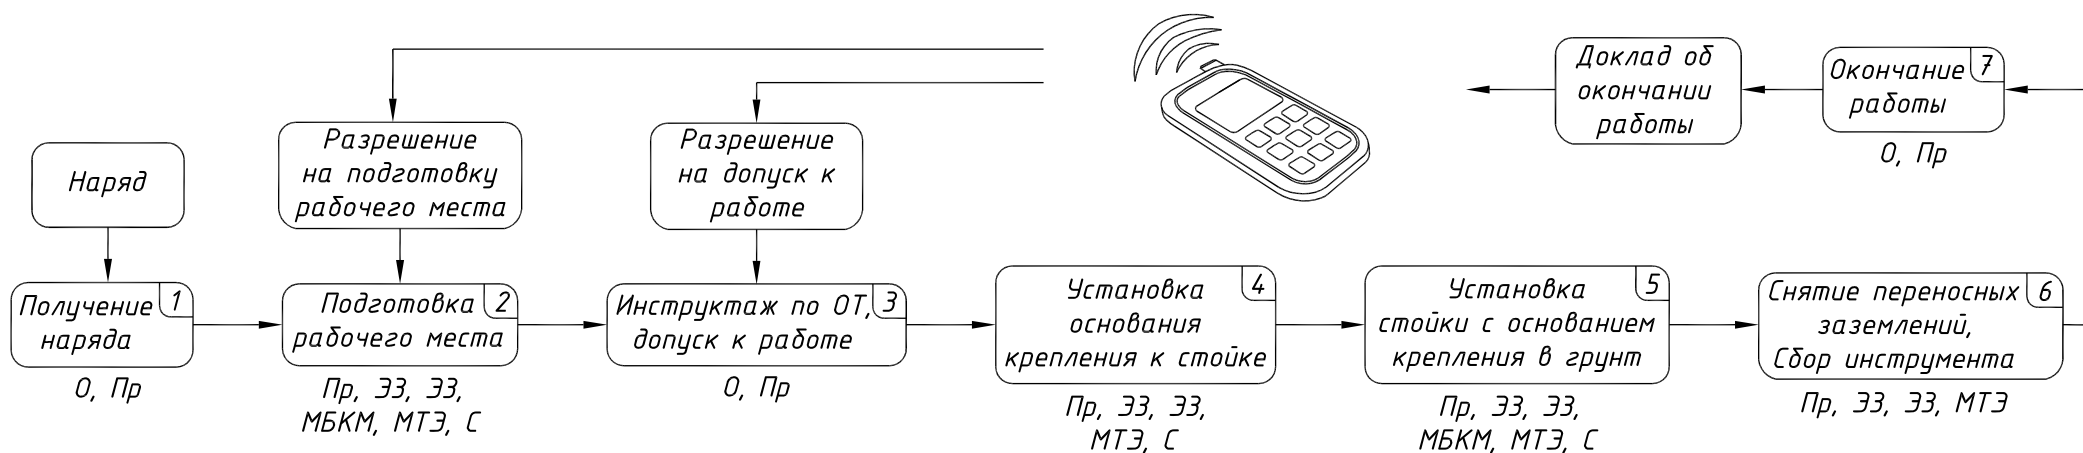 Наряд
Разрешение
на подготовку
рабочего места
Разрешение
на допуск к
работе
Доклад об
окончании
работы
Окончание 7
работы
О, Пр
Получение 1
наряда
О, Пр
Подготовка 2
рабочего места
Пр, ЭЗ, ЭЗ,
МБКМ, МТЭ, С
Инструктаж по ОТ, 3
допуск к работе
О, Пр
Установка 4
основания
крепления к стойке
Пр, ЭЗ, ЭЗ,
МТЭ, С
Установка 5
стойки с основанием
крепления в грунт
Пр, ЭЗ, ЭЗ,
МБКМ, МТЭ, С
Снятие переносных 6
заземлений,
Сбор инструмента
Пр, ЭЗ, ЭЗ, МТЭ